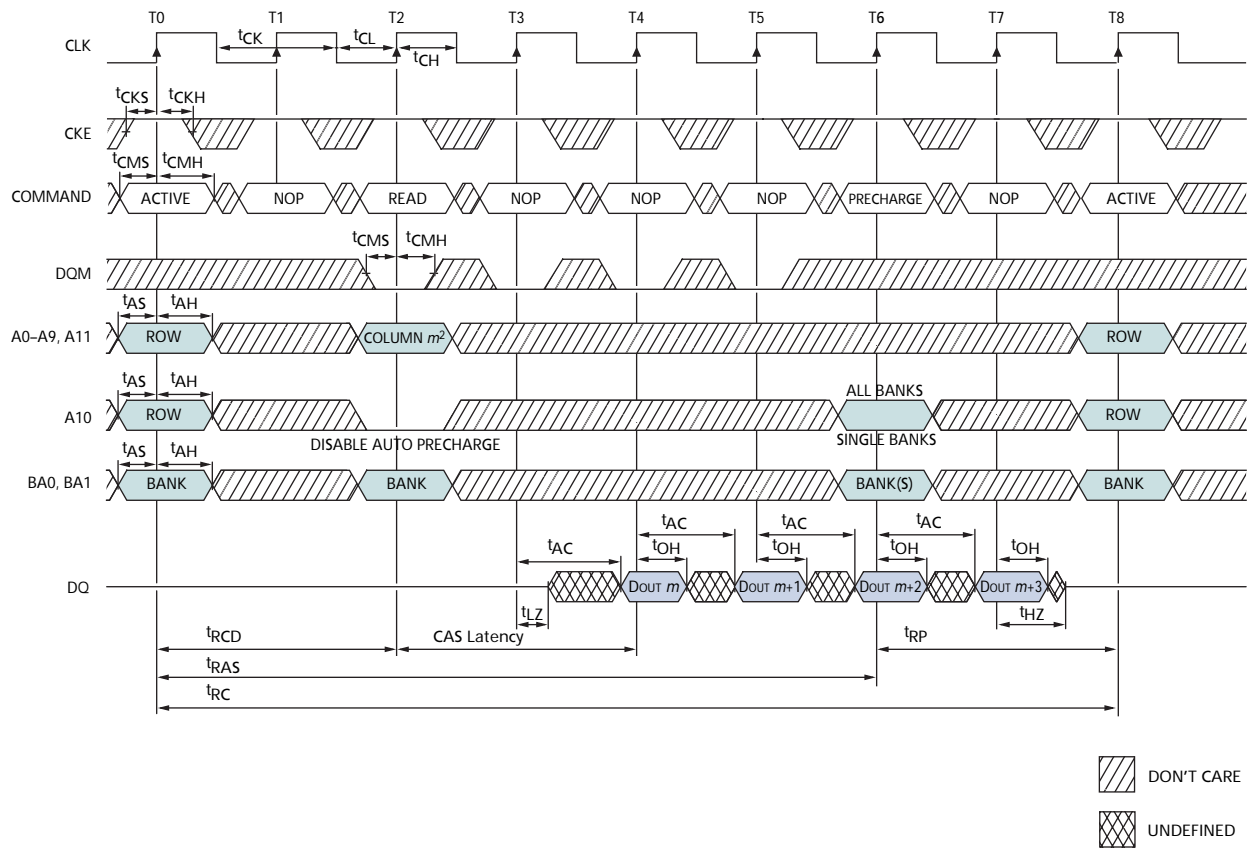 T0 T1 T2 T3 T4 T5 T6 T7 T8
CLK
tCK tCL
tCH
tCKS tCKH
CKE
tCMS tCMH
COMMAND ACTIVE NOP READ NOP NOP NOP PRECHARGE NOP ACTIVE
tCMS tCMH
DQM
tAS tAH
A0–A9, A11 ROW COLUMN m2 ROW
tAS tAH ALL BANKS
A10 ROW ROW
tAS tAH DISABLE AUTO PRECHARGE SINGLE BANKS
BA0, BA1 BANK BANK BANK(S) BANK
tAC tAC tAC
tAC tOH tOH tOH tOH
DQ DOUT m DOUT m+1 DOUT m+2 DOUT m+3
tLZ tHZ
tRCD CAS Latency tRP
tRAS
tRC
DON'T CARE
UNDEFINED